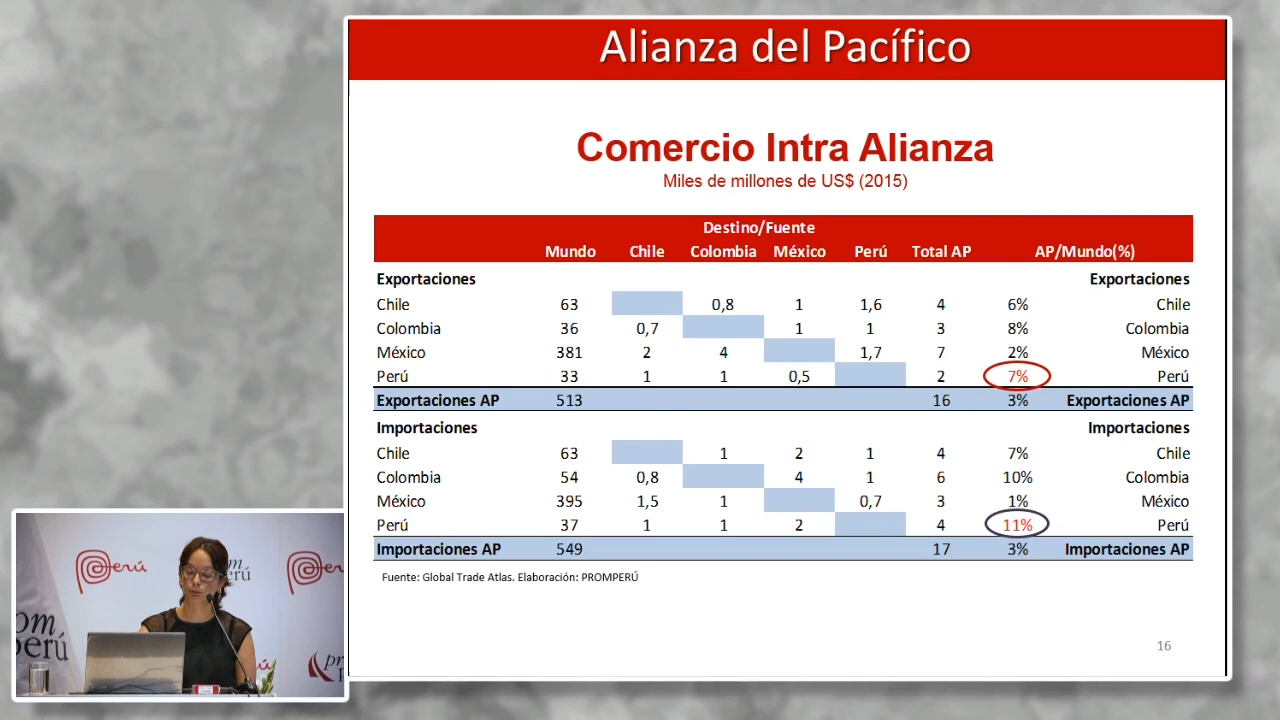 Alianza del Pacífico
Comercio Intra Alianza
Miles de millones de US$ (2015)
Destino/Fuente
Mundo Chile Colombia México Perú Total AP AP/Mundo(%)
Exportaciones Exportaciones
Chile 63 0,8 1 1,6 4 6% Chile
Colombia 36 0,7 1 1 3 8% Colombia
México 381 2 4 1,7 7 2% México
Perú 33 1 1 0,5 2 7% Perú
Exportaciones AP 513 16 3% Exportaciones AP
Importaciones Importaciones
Chile 63 1 2 1 4 7% Chile
Colombia 54 0,8 4 1 6 10% Colombia
México 395 1,5 1 0,7 3 1% México
Perú 37 1 1 2 4 11% Perú
Importaciones AP 549 17 3% Importaciones AP
Fuente: Global Trade Atlas. Elaboración: PROMPERÚ
16
Perú
Perú
perú